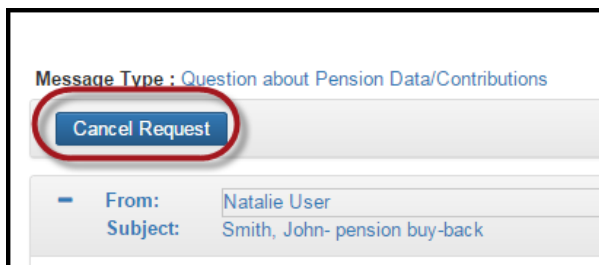 Message Type : Question about Pension Data/Contributions
Cancel Request
From: Natalie User
Subject: Smith, John- pension buy-back